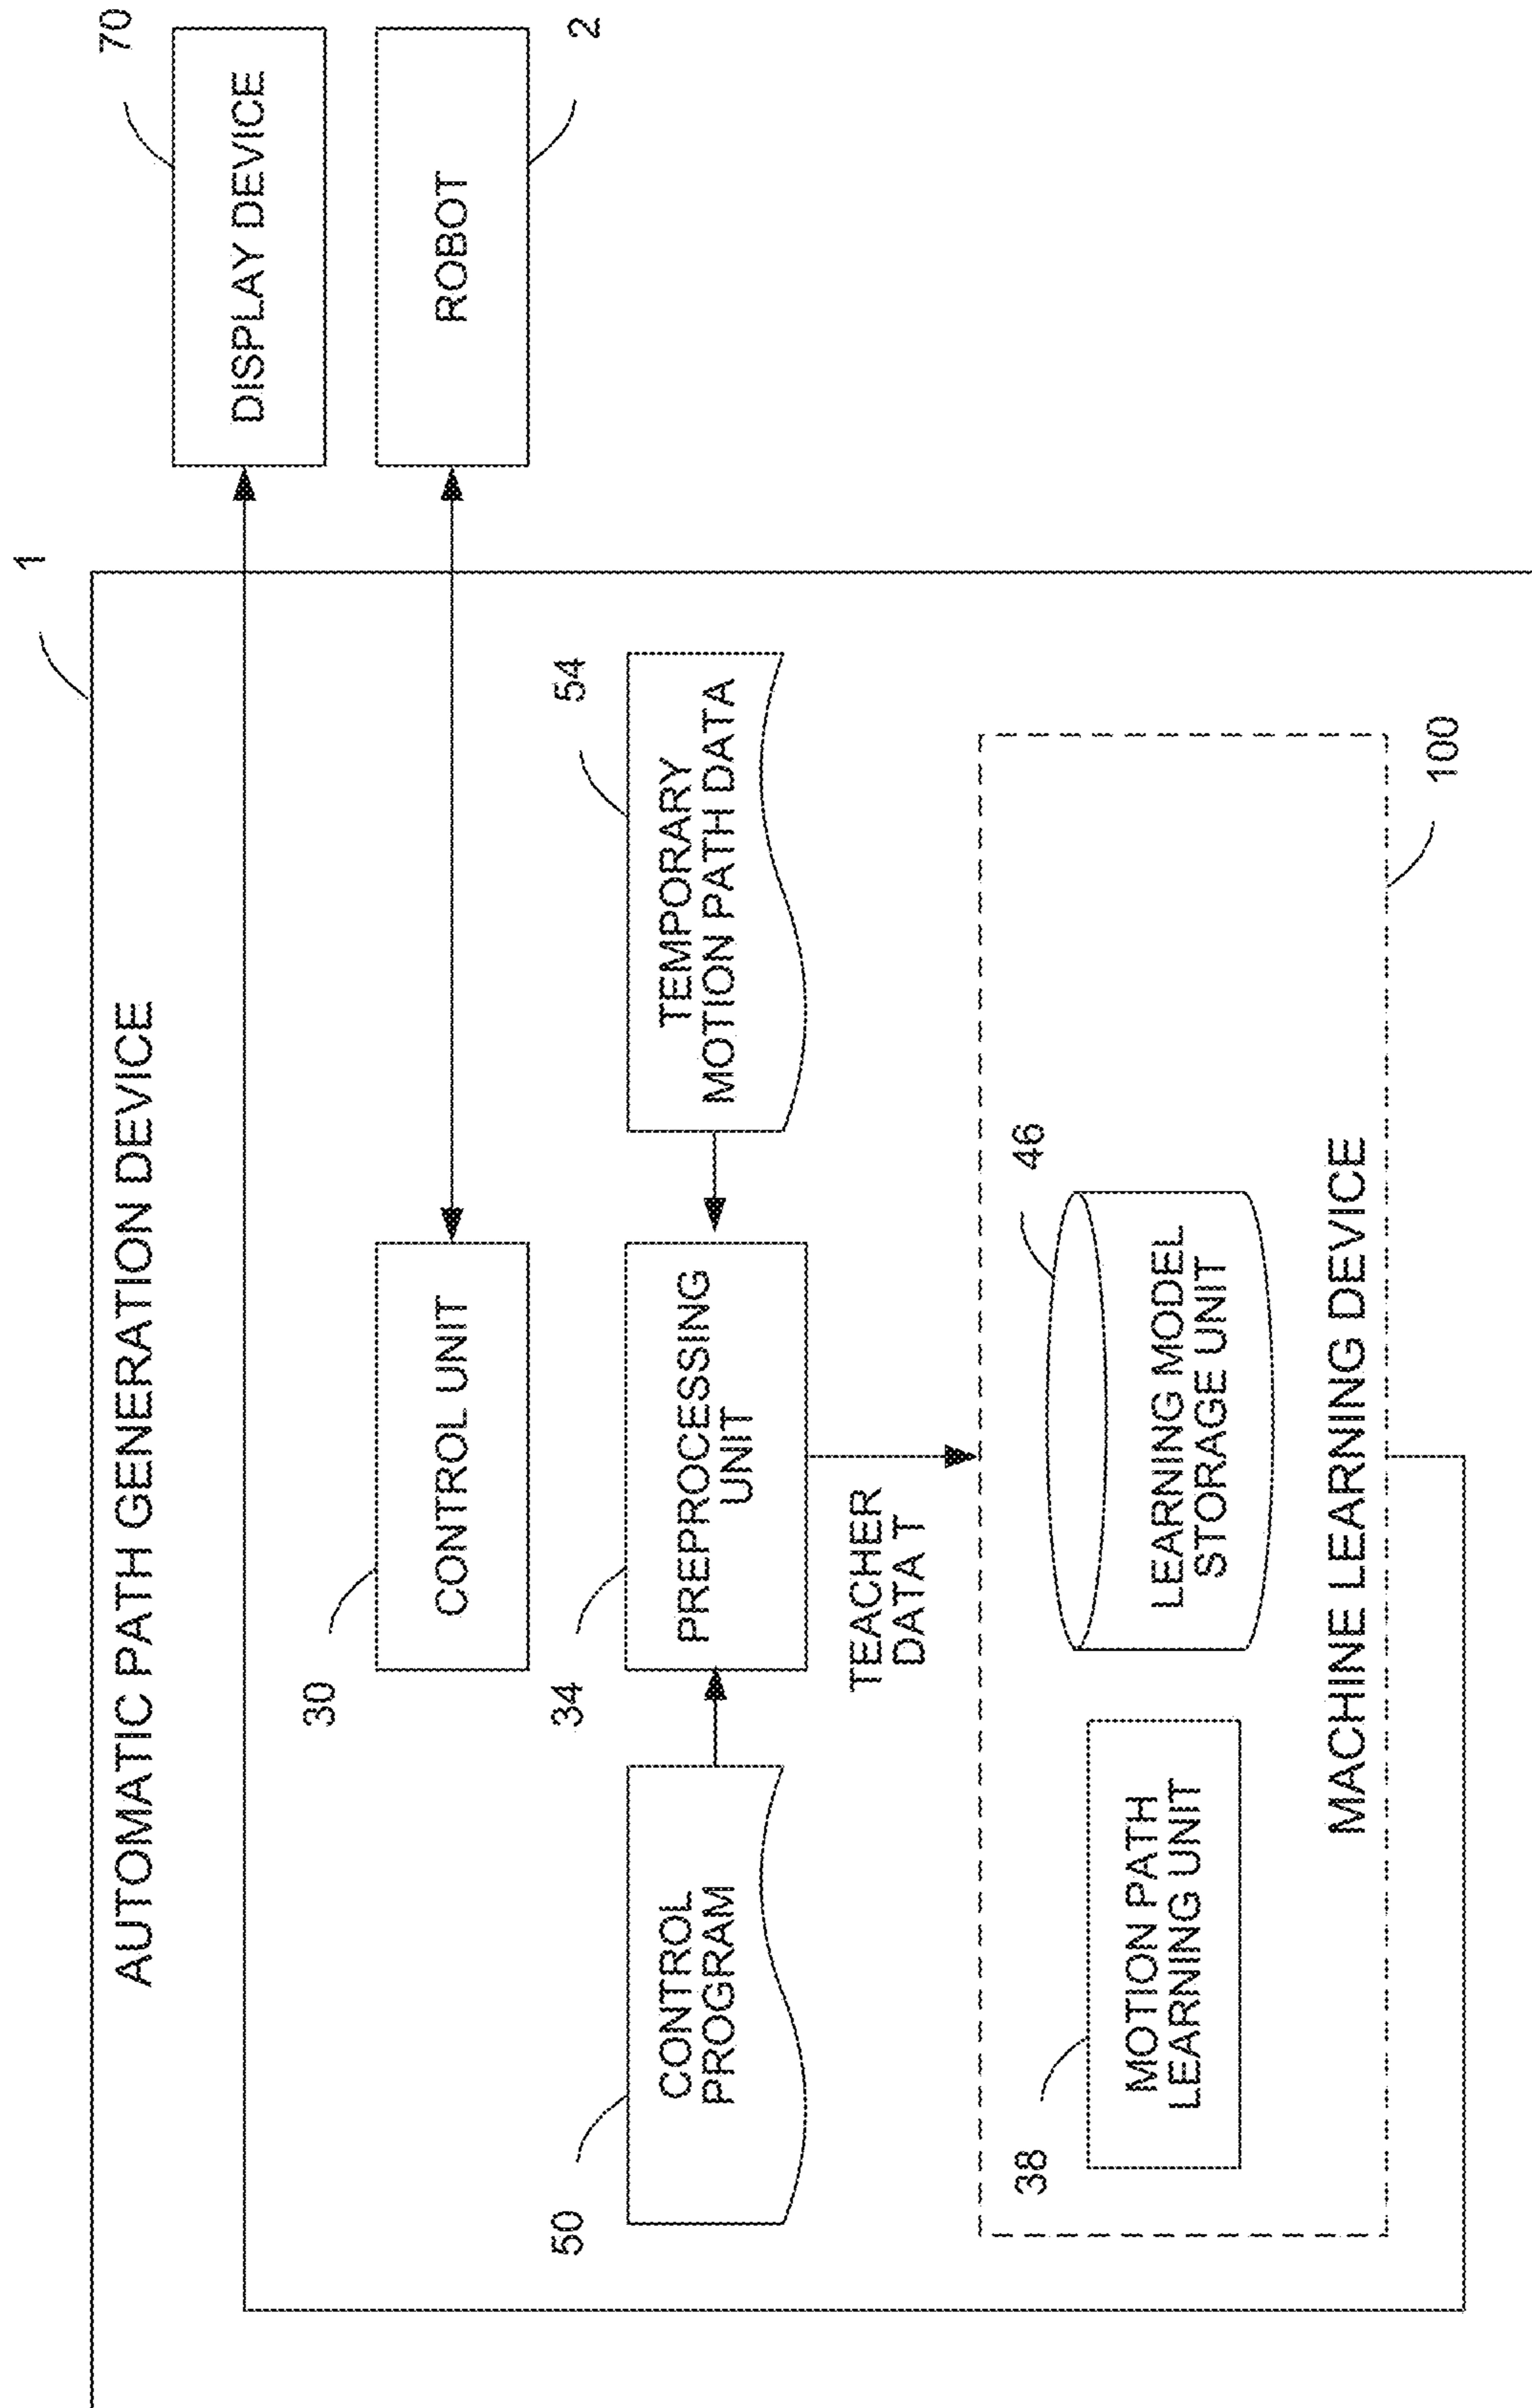 1
AUTOMATIC PATH GENERATION DEVICE
70
DISPLAY DEVICE
30
CONTROL UNIT
ROBOT
2
50
CONTROL
PROGRAM
34
PREPROCESSING
UNIT
54
TEMPORARY
MOTION PATH DATA
TEACHER
DATA T
38
MOTION PATH
LEARNING UNIT
46
LEARNING MODEL
STORAGE UNIT
MACHINE LEARNING DEVICE
100